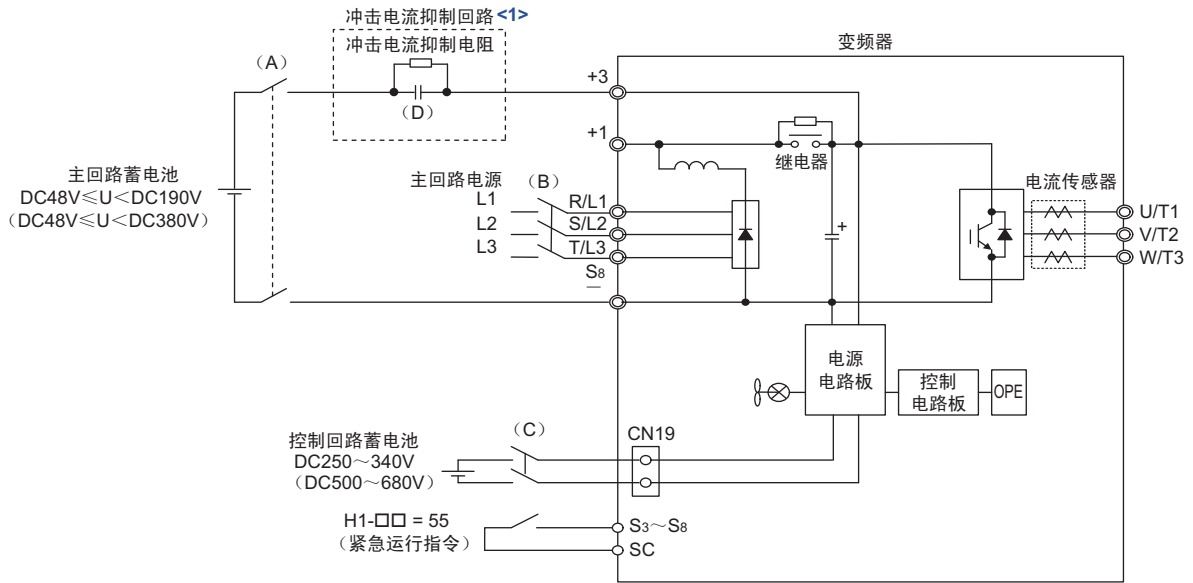 冲击电流抑制回路<1>
冲击电流抑制电阻
变频器
（A）
+3
（D）
+1
继电器
主回路蓄电池
DC48V≤U＜DC190V
（DC48V≤U＜DC380V）
主回路电源
（B）
L1
R/L1
L2
S/L2
L3
T/L3
S8
—
+
电流传感器
U/T1
V/T2
W/T3
电源
电路板
控制
电路板
OPE
控制回路蓄电池
DC250～340V
（DC500～680V）
（C）
CN19
H1-□□ = 55
（紧急运行指令）
S3～S8
SC